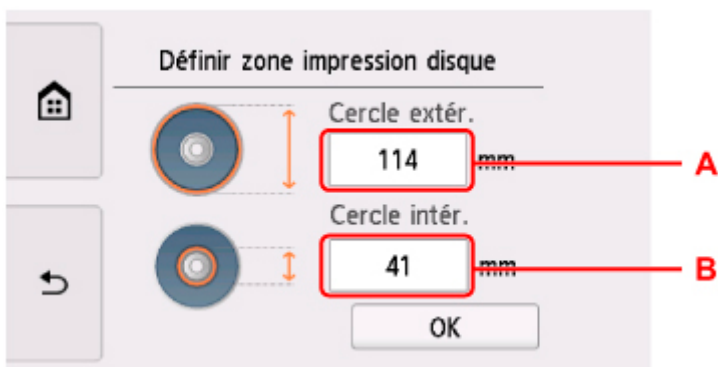 Définir zone impression disque
Cercle extér.
114 mm A
Cercle intér.
41 mm B
OK